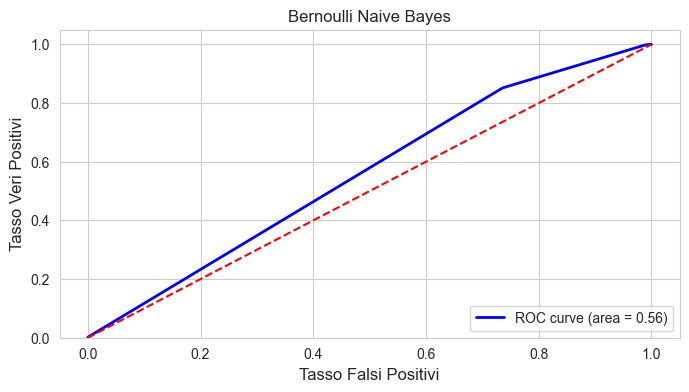 Bernoulli Naive Bayes
Tasso Veri Positivi
1.0
0.8
0.6
0.4
0.2
0.0
0.0 0.2 0.4 0.6 0.8 1.0
Tasso Falsi Positivi
ROC curve (area = 0.56)